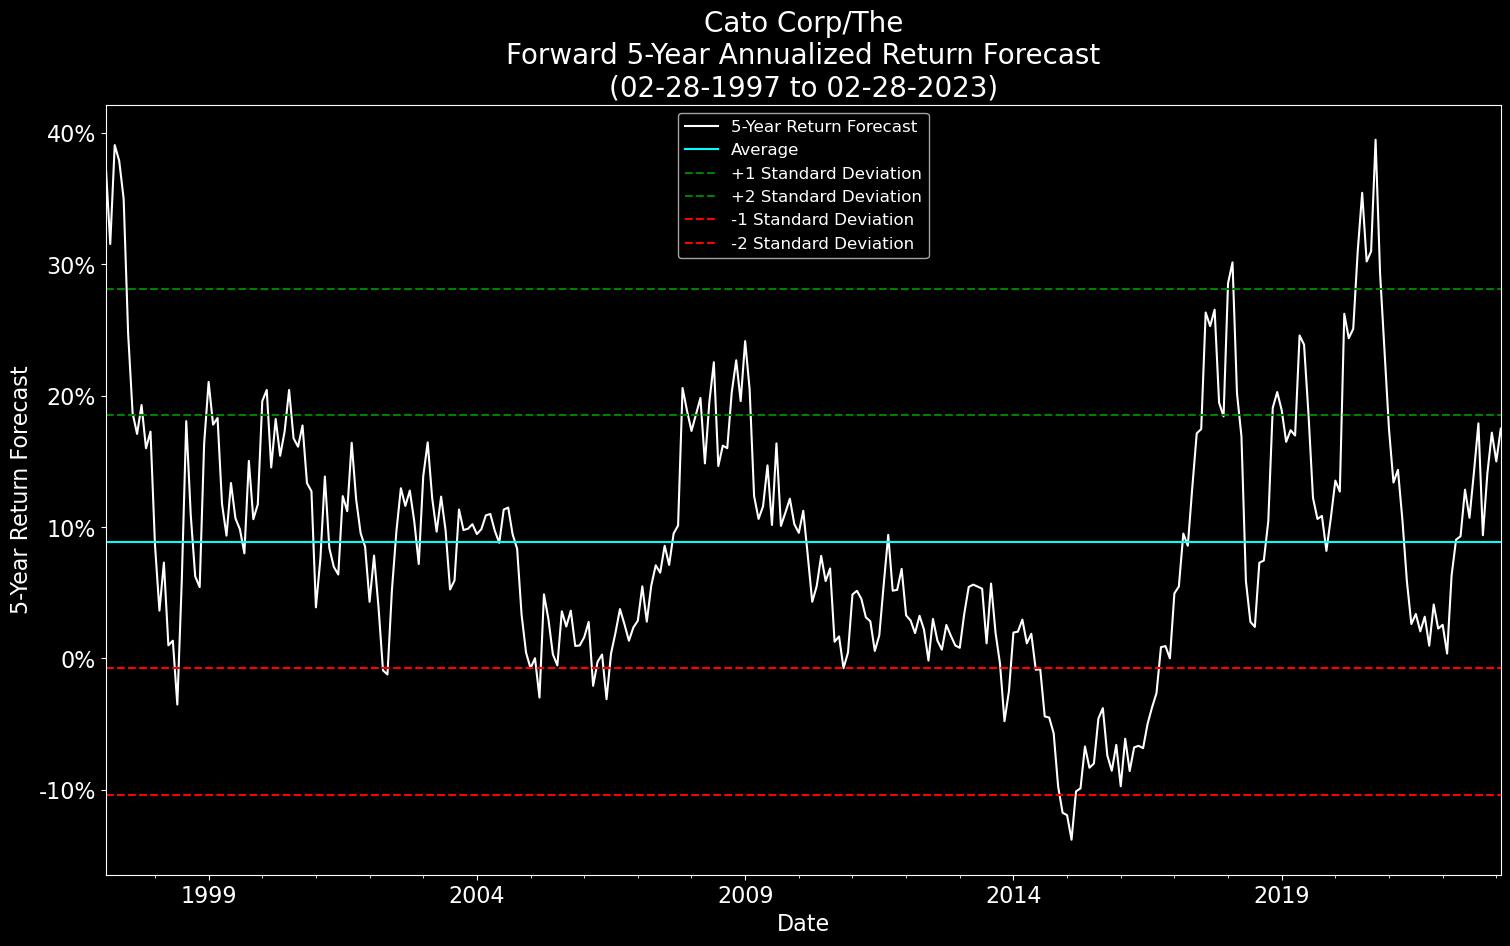 Cato Corp/The
Forward 5-Year Annualized Return Forecast
(02-28-1997 to 02-28-2023)
5-Year Return Forecast
Average
+1 Standard Deviation
+2 Standard Deviation
-1 Standard Deviation
-2 Standard Deviation
40%
30%
20%
10%
0%
-10%
5-Year Return Forecast
1999
2004
2009
2014
2019
Date